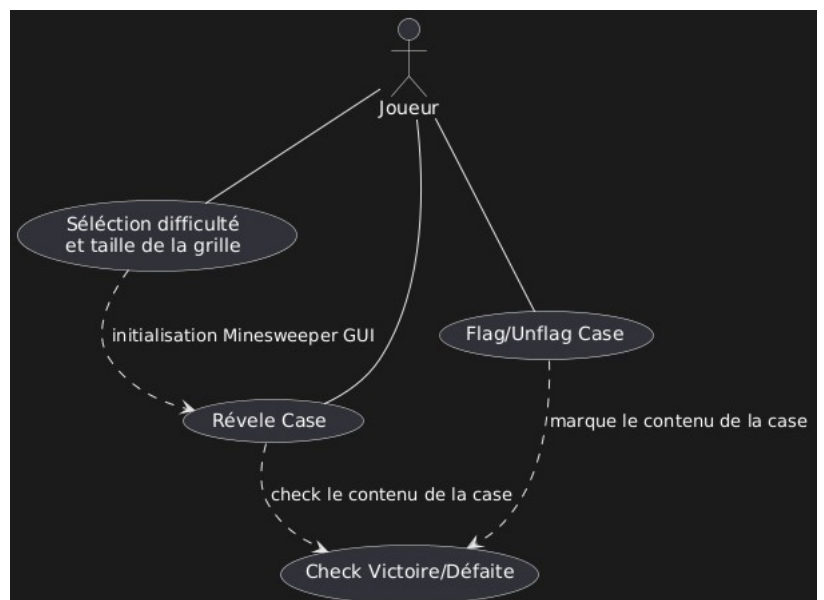 Joueur
Séléction difficulté
et taille de la grille
initialisation Minesweeper GUI
Flag/Unflag Case
Révele Case
marque le contenu de la case
check le contenu de la case
Check Victoire/Défaite